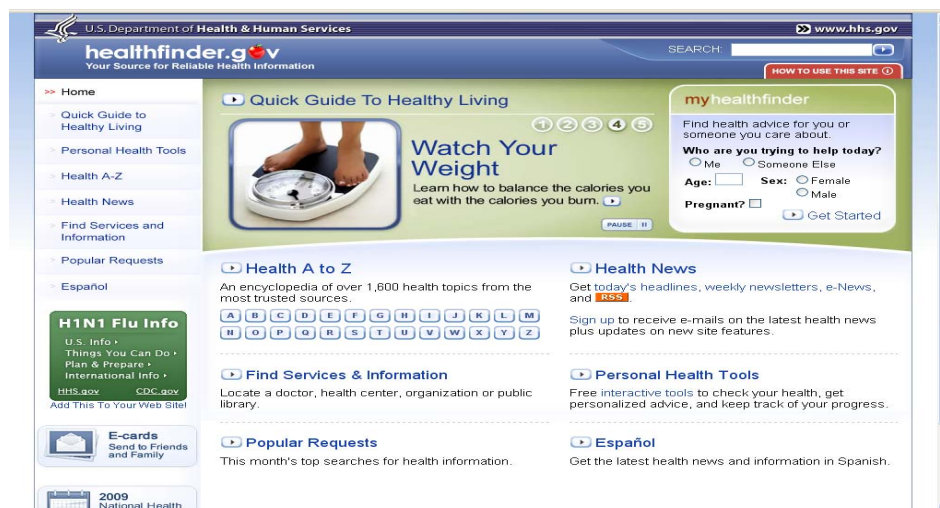 U.S. Department of Health & Human Services
www.hhs.gov
healthfinder.gov
Your Source for Reliable Health Information
SEARCH:
HOW TO USE THIS SITE
>> Home
Quick Guide to
Healthy Living
Personal Health Tools
Health A-Z
Health News
Find Services and
Information
Popular Requests
Español
H1N1 Flu Info
U.S. Info
Things You Can Do
Plan & Prepare
International Info
HHS.gov CDC.gov
Add This To Your Web Site!
E-cards
Send to Friends
and Family
2009
National Health
Quick Guide To Healthy Living
1 2 3 4 5
Watch Your
Weight
Learn how to balance the calories you
eat with the calories you burn.
PAUSE II
myhealthfinder
Find health advice for you or
someone you care about.
Who are you trying to help today?
Me Someone Else
Age: Sex: Female
Male
Pregnant?
Get Started
Health A to Z
An encyclopedia of over 1,600 health topics from the
most trusted sources.
A B C D E F G H I J K L M
N O P Q R S T U V W X Y Z
Health News
Get today's headlines, weekly newsletters, e-News,
and RSS.
Sign up to receive e-mails on the latest health news
plus updates on new site features.
Find Services & Information
Locate a doctor, health center, organization or public
library.
Personal Health Tools
Free interactive tools to check your health, get
personalized advice, and keep track of your progress.
Popular Requests
This month's top searches for health information.
Español
Get the latest health news and information in Spanish.